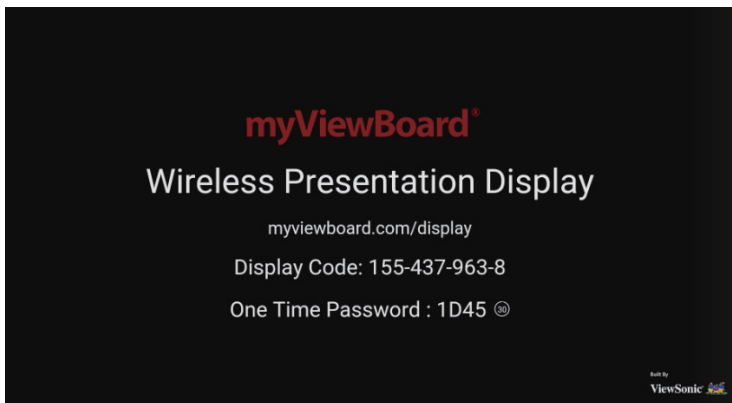 myViewBoard®
Wireless Presentation Display
myviewboard.com/display
Display Code: 155-437-963-8
One Time Password : 1D45 30
Built By
ViewSonic